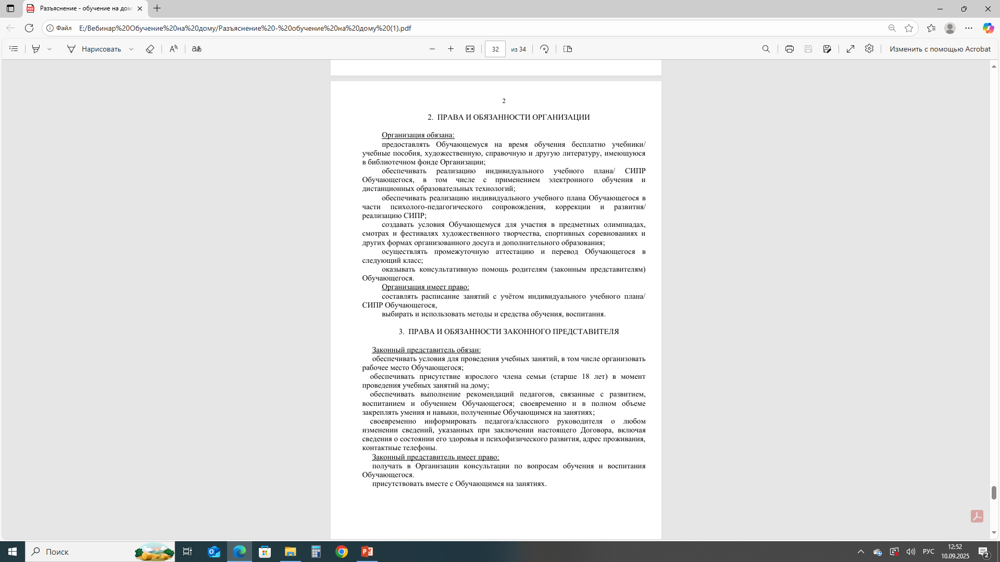 Разъяснение - обучение на дом
Файл
E:/Вебинар%20Обучение%20на%20дому/Разъяснение%20-%20обучение%20на%20дому%20(1).pdf
Нарисовать
аあ
32
из 34
Изменить с помощью Acrobat
2
2. ПРАВА И ОБЯЗАННОСТИ ОРГАНИЗАЦИИ
Организация обязана:
предоставлять Обучающемуся на время обучения бесплатно учебники/
учебные пособия, художественную, справочную и другую литературу, имеющуюся
в библиотечном фонде Организации;
обеспечивать реализацию индивидуального учебного плана/ СИПР
Обучающегося, в том числе с применением электронного обучения и
дистанционных образовательных технологий;
обеспечивать реализацию индивидуального учебного плана Обучающегося в
части психолого-педагогического сопровождения, коррекции и развития/
реализацию СИПР;
создавать условия Обучающемуся для участия в предметных олимпиадах,
смотрах и фестивалях художественного творчества, спортивных соревнованиях и
других формах организованного досуга и дополнительного образования;
осуществлять промежуточную аттестацию и перевод Обучающегося в
следующий класс;
оказывать консультативную помощь родителям (законным представителям)
Обучающегося.
Организация имеет право:
составлять расписание занятий с учётом индивидуального учебного плана/
СИПР Обучающегося,
выбирать и использовать методы и средства обучения, воспитания.
3. ПРАВА И ОБЯЗАННОСТИ ЗАКОННОГО ПРЕДСТАВИТЕЛЯ
Законный представитель обязан:
обеспечивать условия для проведения учебных занятий, в том числе организовать
рабочее место Обучающегося;
обеспечивать присутствие взрослого члена семьи (старше 18 лет) в момент
проведения учебных занятий на дому;
обеспечивать выполнение рекомендаций педагогов, связанные с развитием,
воспитанием и обучением Обучающегося; своевременно и в полном объеме
закреплять умения и навыки, полученные Обучающимся на занятиях;
своевременно информировать педагога/классного руководителя о любом
изменении сведений, указанных при заключении настоящего Договора, включая
сведения о состоянии его здоровья и психофизического развития, адрес проживания,
контактные телефоны.
Законный представитель имеет право:
получать в Организации консультации по вопросам обучения и воспитания
Обучающегося.
присутствовать вместе с Обучающимся на занятиях.
Поиск
РУС
12:52
10.09.2025
2